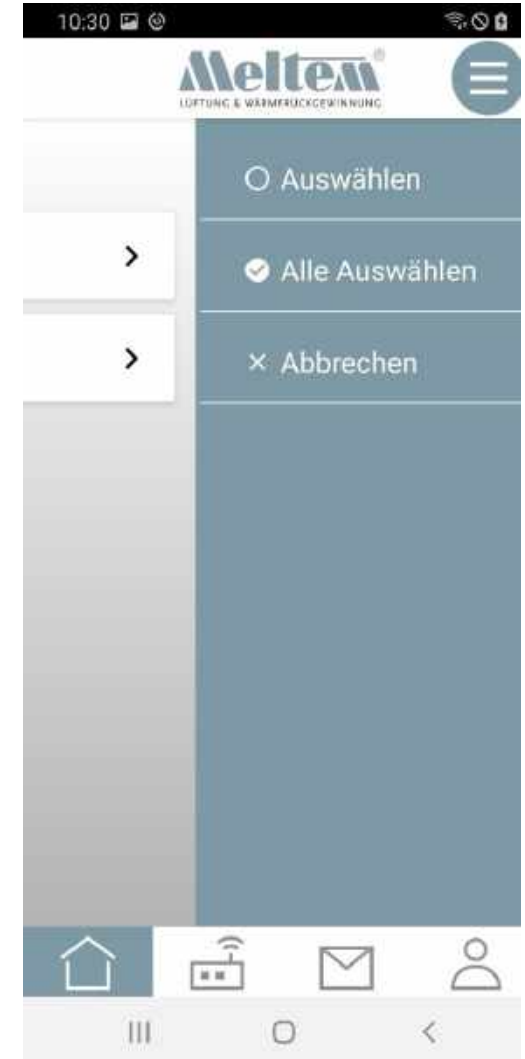 10:30
Meltem®
LÜFTUNG & WÄRMERÜCKGEWINNUNG
Auswählen
Alle Auswählen
Abbrechen